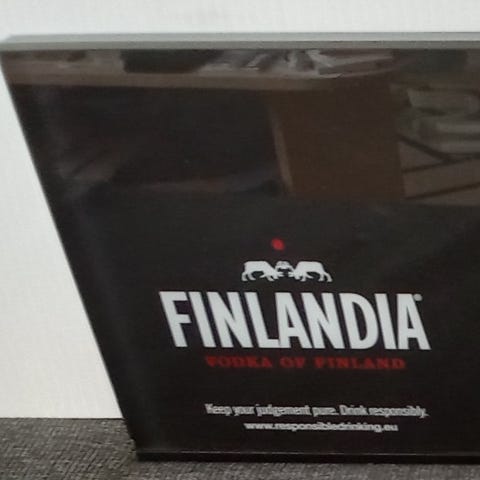 FINLANDIA®
VODKA OF FINLAND
Keep your judgement pure. Drink responsibly.
www.responsibledrinking.eu